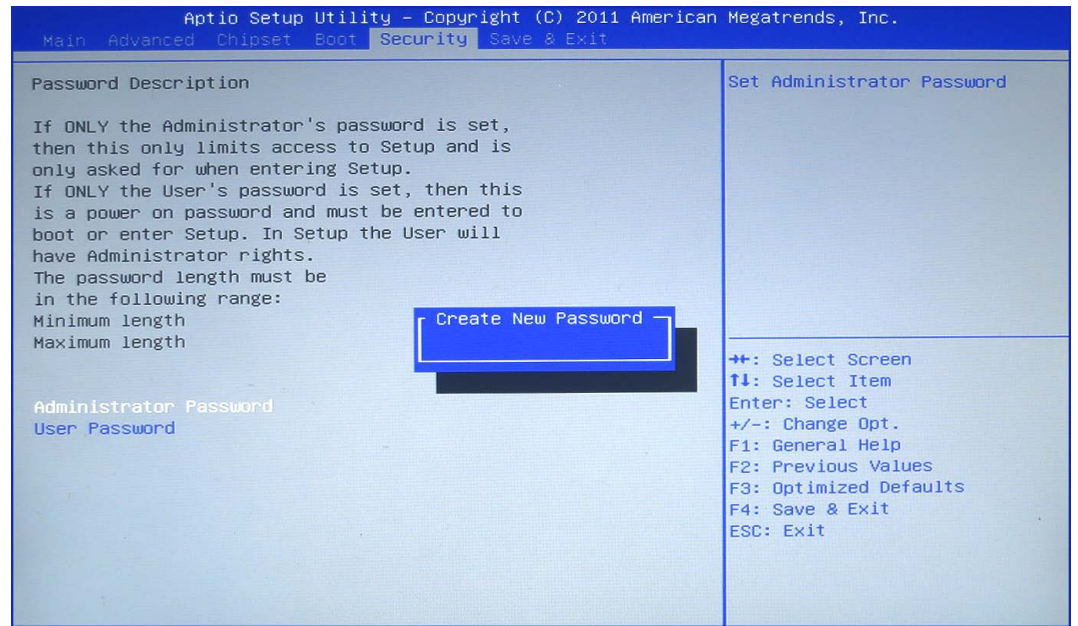 Aptio Setup Utility – Copyright (C) 2011 American Megatrends, Inc.
Main Advanced Chipset Boot Security Save & Exit
Password Description
If ONLY the Administrator's password is set,
then this only limits access to Setup and is
only asked for when entering Setup.
If ONLY the User's password is set, then this
is a power on password and must be entered to
boot or enter Setup. In Setup the User will
have Administrator rights.
The password length must be
in the following range:
Minimum length
Maximum length
Administrator Password
User Password
Create New Password
Set Administrator Password
→←: Select Screen
↑↓: Select Item
Enter: Select
+/-: Change Opt.
F1: General Help
F2: Previous Values
F3: Optimized Defaults
F4: Save & Exit
ESC: Exit